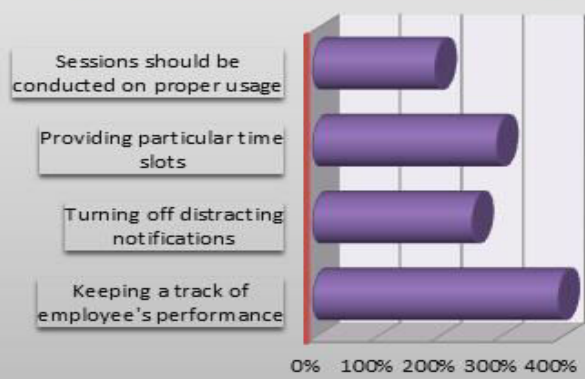 Sessions should be
conducted on proper usage
Providing particular time
slots
Turning off distracting
notifications
Keeping a track of
employee's performance
0% 100% 200% 300% 400%